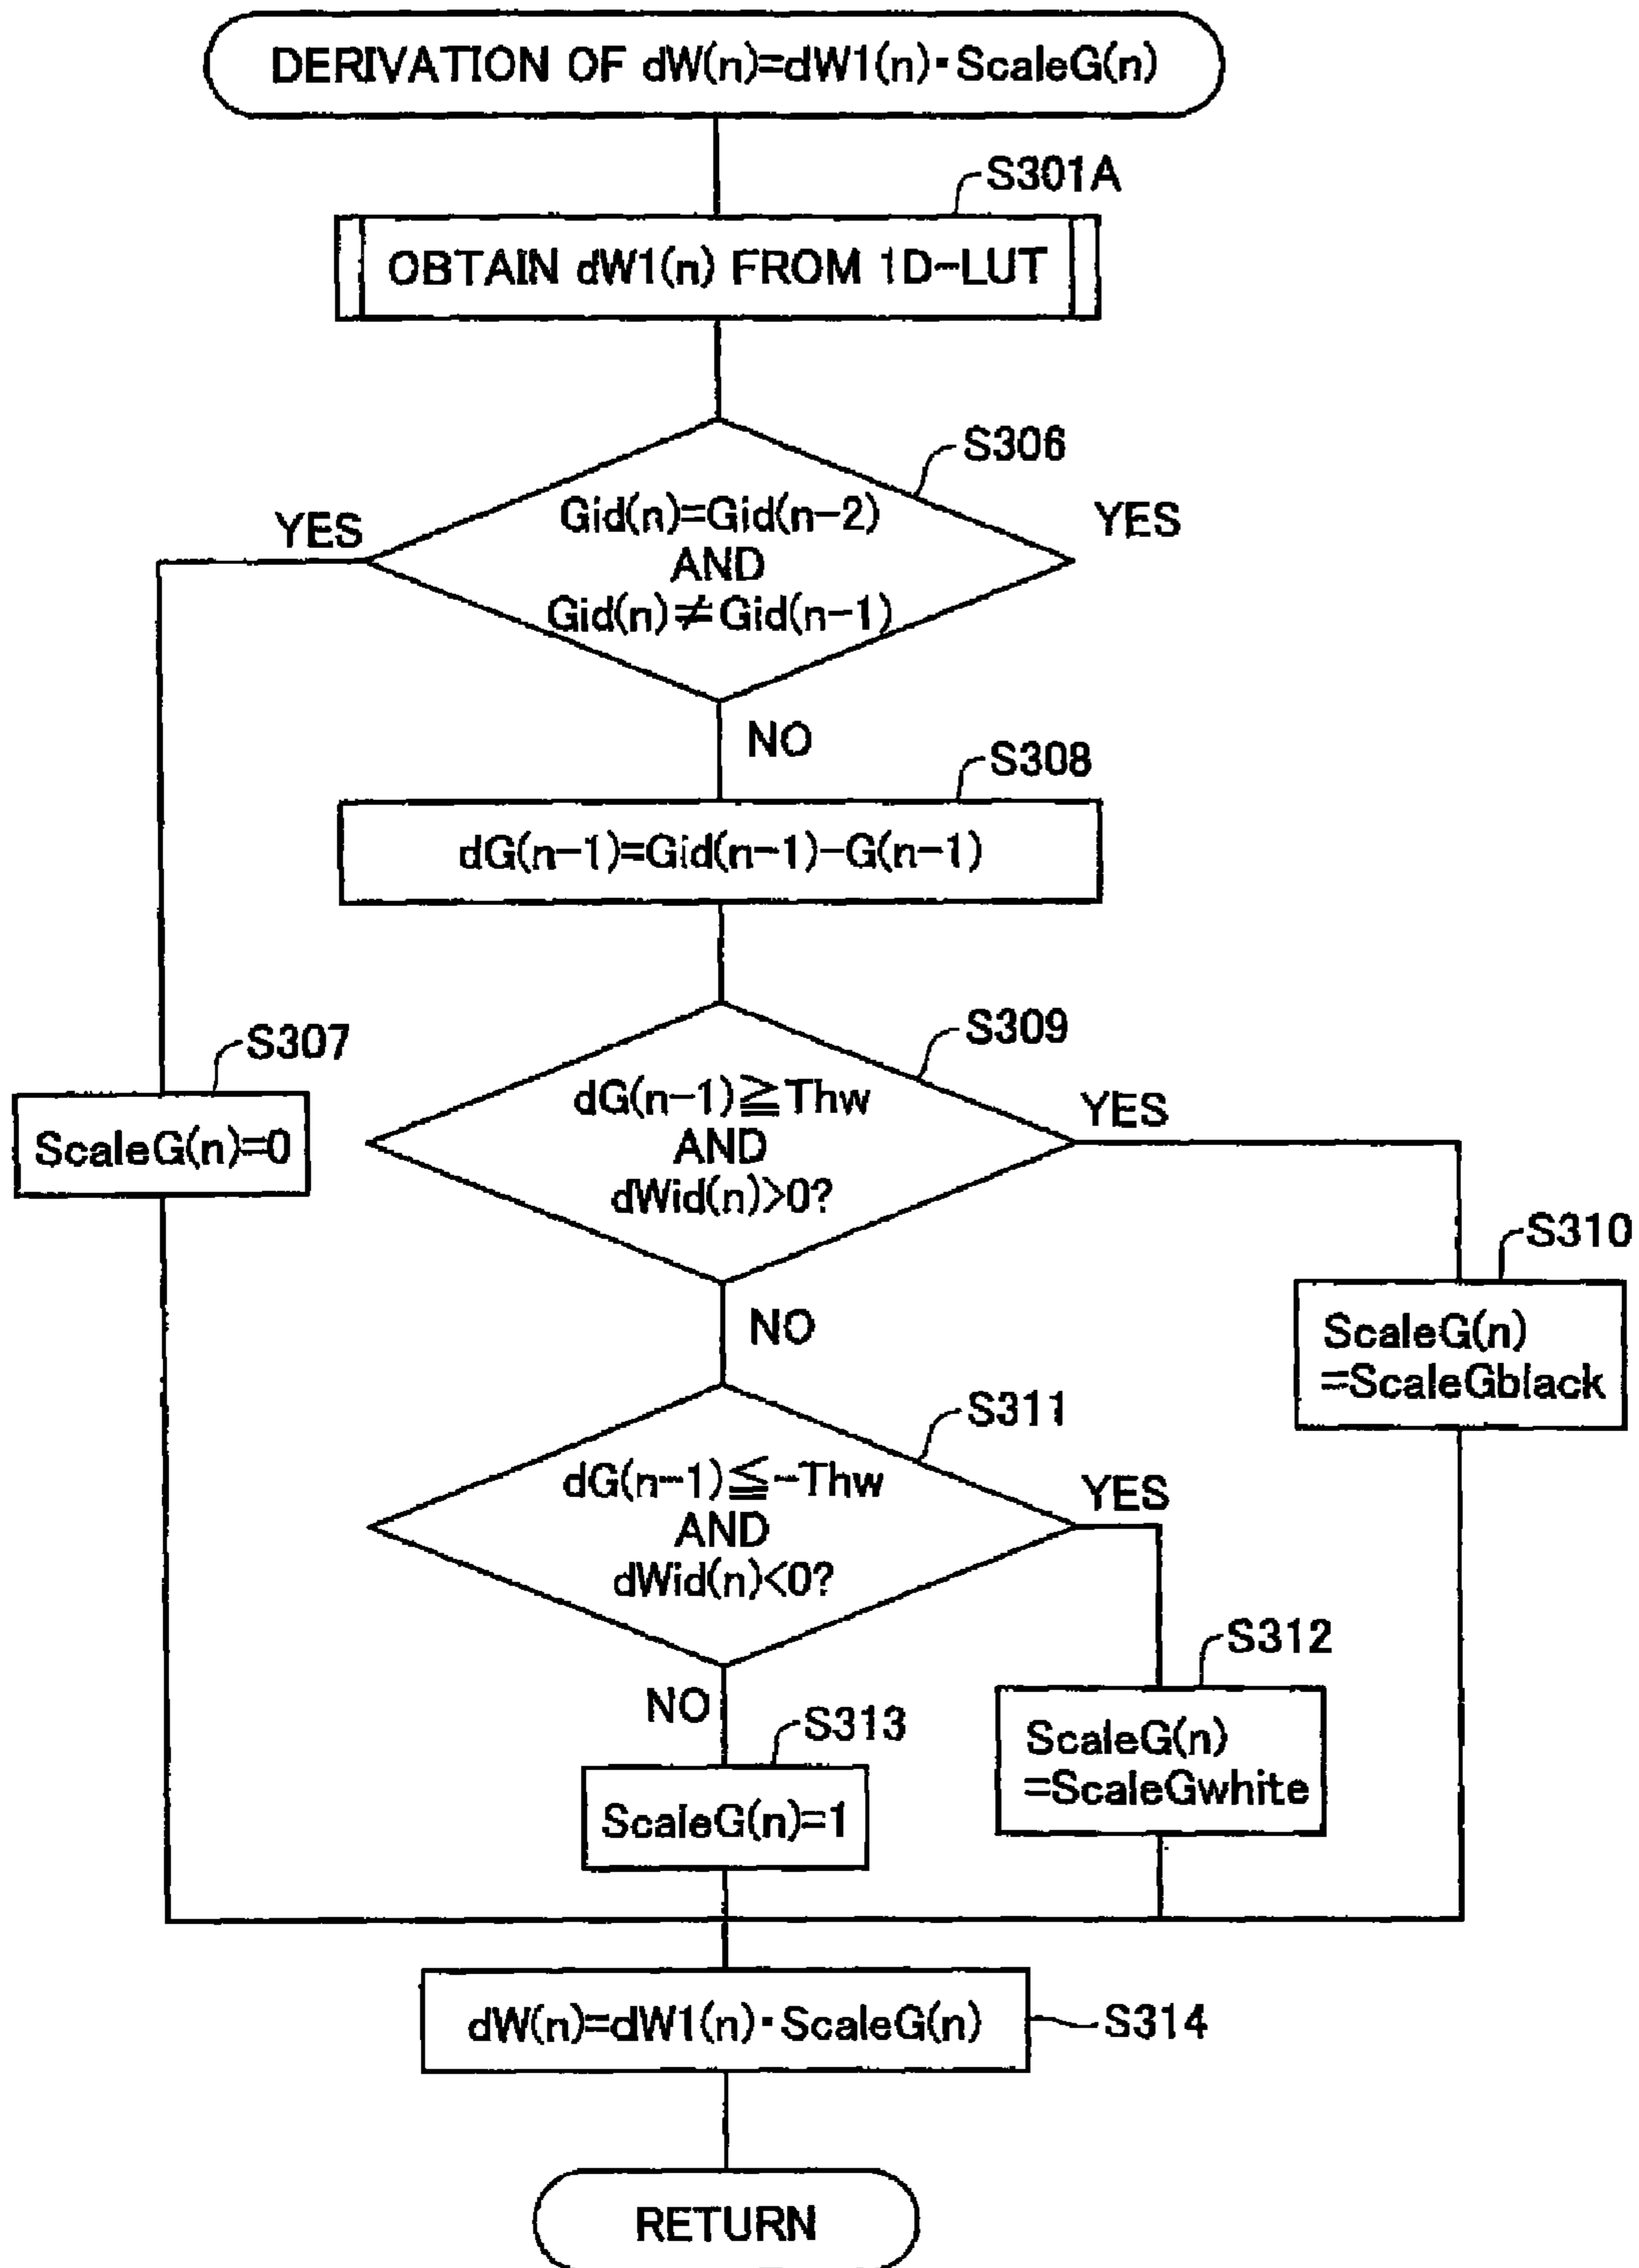 DERIVATION OF dW(n)=dW1(n)・ScaleG(n)
S301A
OBTAIN dW1(n) FROM 1D-LUT
S306
Gid(n)=Gid(n-2)
AND
Gid(n)≠Gid(n-1)
YES
YES
NO
S308
dG(n-1)=Gid(n-1)-G(n-1)
S307
ScaleG(n)=0
S309
dG(n-1)≧Thw
AND
dWid(n)>0?
YES
NO
S310
ScaleG(n)
=ScaleGblack
S311
dG(n-1)≦-Thw
AND
dWid(n)<0?
YES
NO
S312
ScaleG(n)
=ScaleGwhite
S313
ScaleG(n)=1
dW(n)=dW1(n)・ScaleG(n)
S314
RETURN